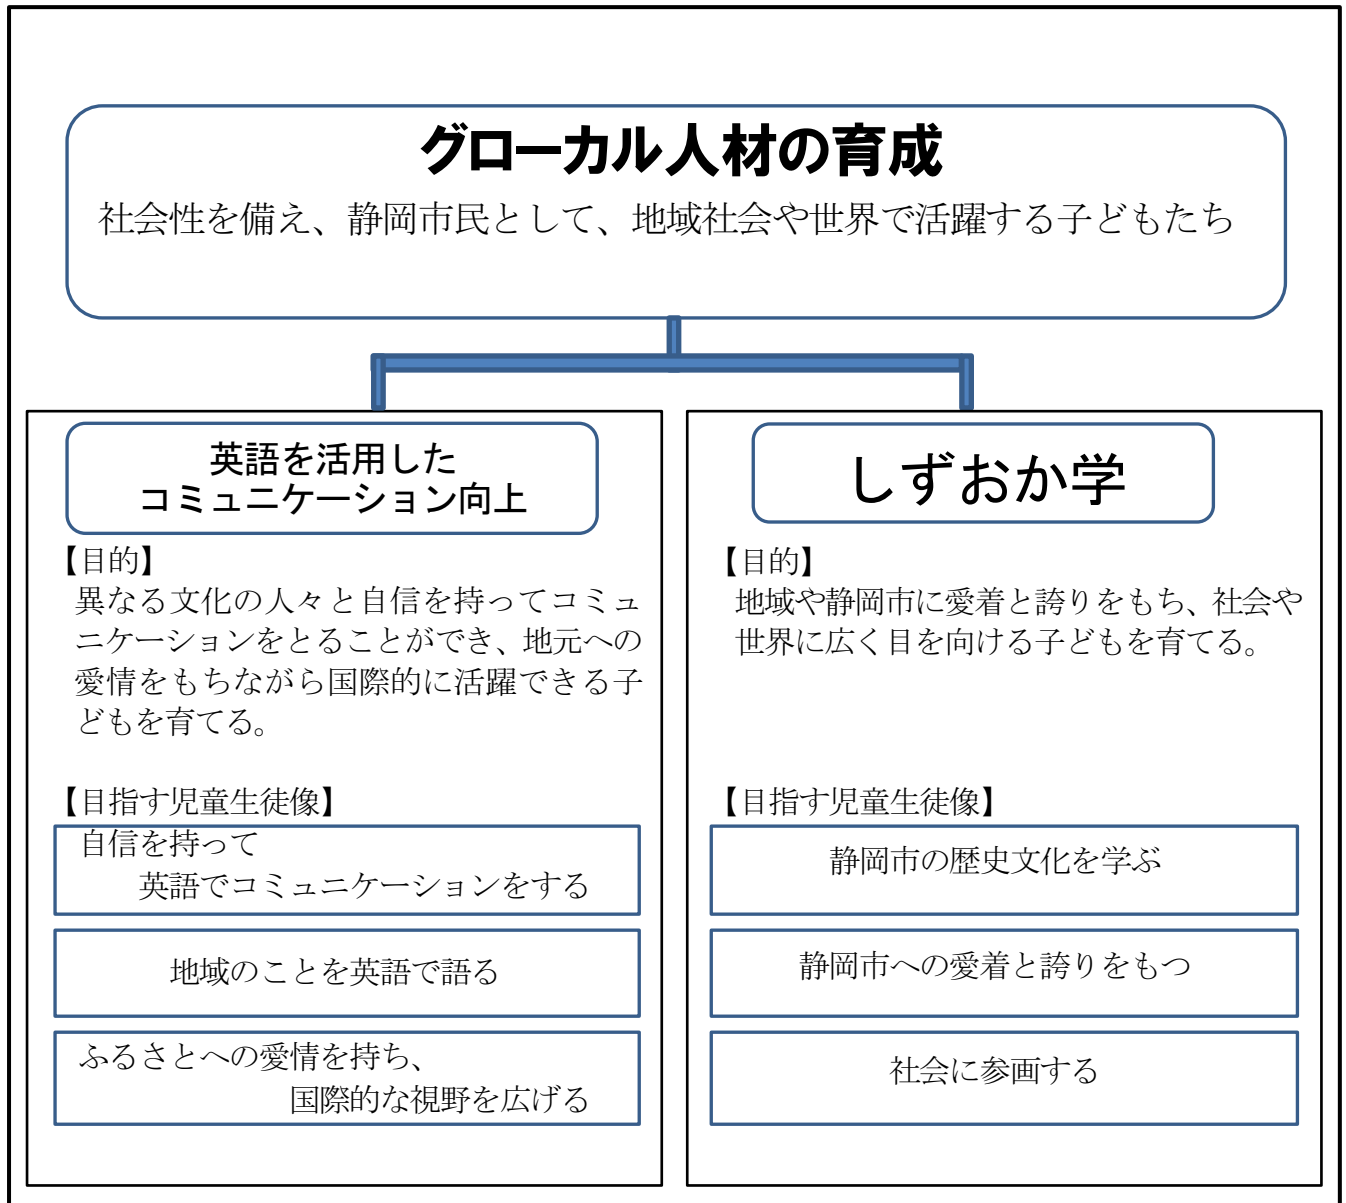 グローカル人材の育成
社会性を備え、静岡市民として、地域社会や世界で活躍する子どもたち
英語を活用した
コミュニケーション向上
【目的】
異なる文化の人々と自信を持ってコミュ
ニケーションをとることができ、地元への
愛情をもちながら国際的に活躍できる子
どもを育てる。
【目指す児童生徒像】
自信を持って
英語でコミュニケーションをする
地域のことを英語で語る
ふるさとへの愛情を持ち、
国際的な視野を広げる
しずおか学
【目的】
地域や静岡市に愛着と誇りをもち、社会や
世界に広く目を向ける子どもを育てる。
【目指す児童生徒像】
静岡市の歴史文化を学ぶ
静岡市への愛着と誇りをもつ
社会に参画する